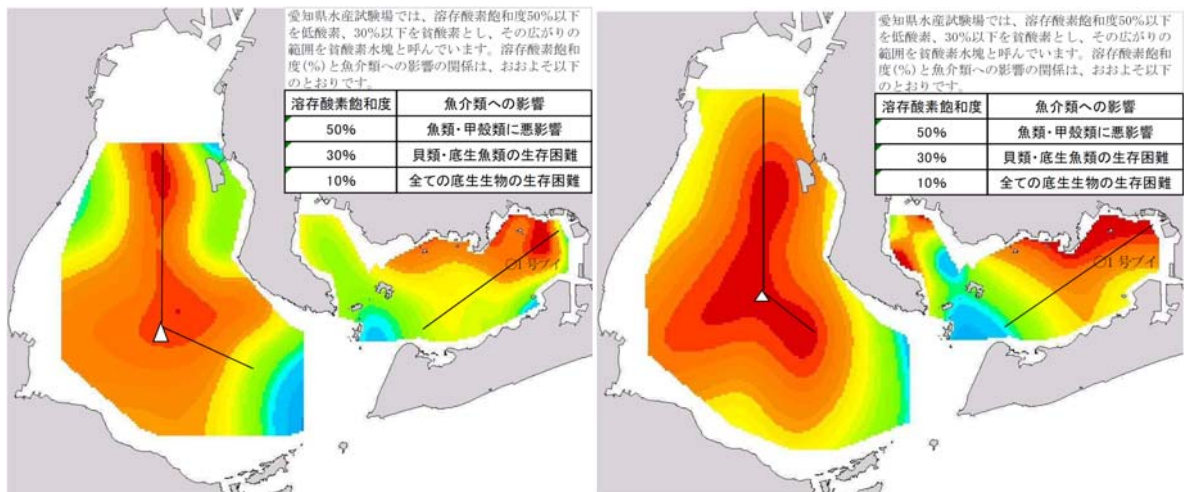 愛知県水産試験場では、溶存酸素飽和度50%以下
を低酸素、30%以下を貧酸素とし、その広がりの
範囲を貧酸素水塊と呼んでいます。溶存酸素飽和
度(%)と魚介類への影響の関係は、おおよそ以下
のとおりです。
溶存酸素飽和度 魚介類への影響
50% 魚類・甲殻類に悪影響
30% 貝類・底生魚類の生存困難
10% 全ての底生生物の生存困難
1号ブイ
愛知県水産試験場では、溶存酸素飽和度50%以下
を低酸素、30%以下を貧酸素とし、その広がりの
範囲を貧酸素水塊と呼んでいます。溶存酸素飽和
度(%)と魚介類への影響の関係は、おおよそ以下
のとおりです。
溶存酸素飽和度 魚介類への影響
50% 魚類・甲殻類に悪影響
30% 貝類・底生魚類の生存困難
10% 全ての底生生物の生存困難
1号ブイ